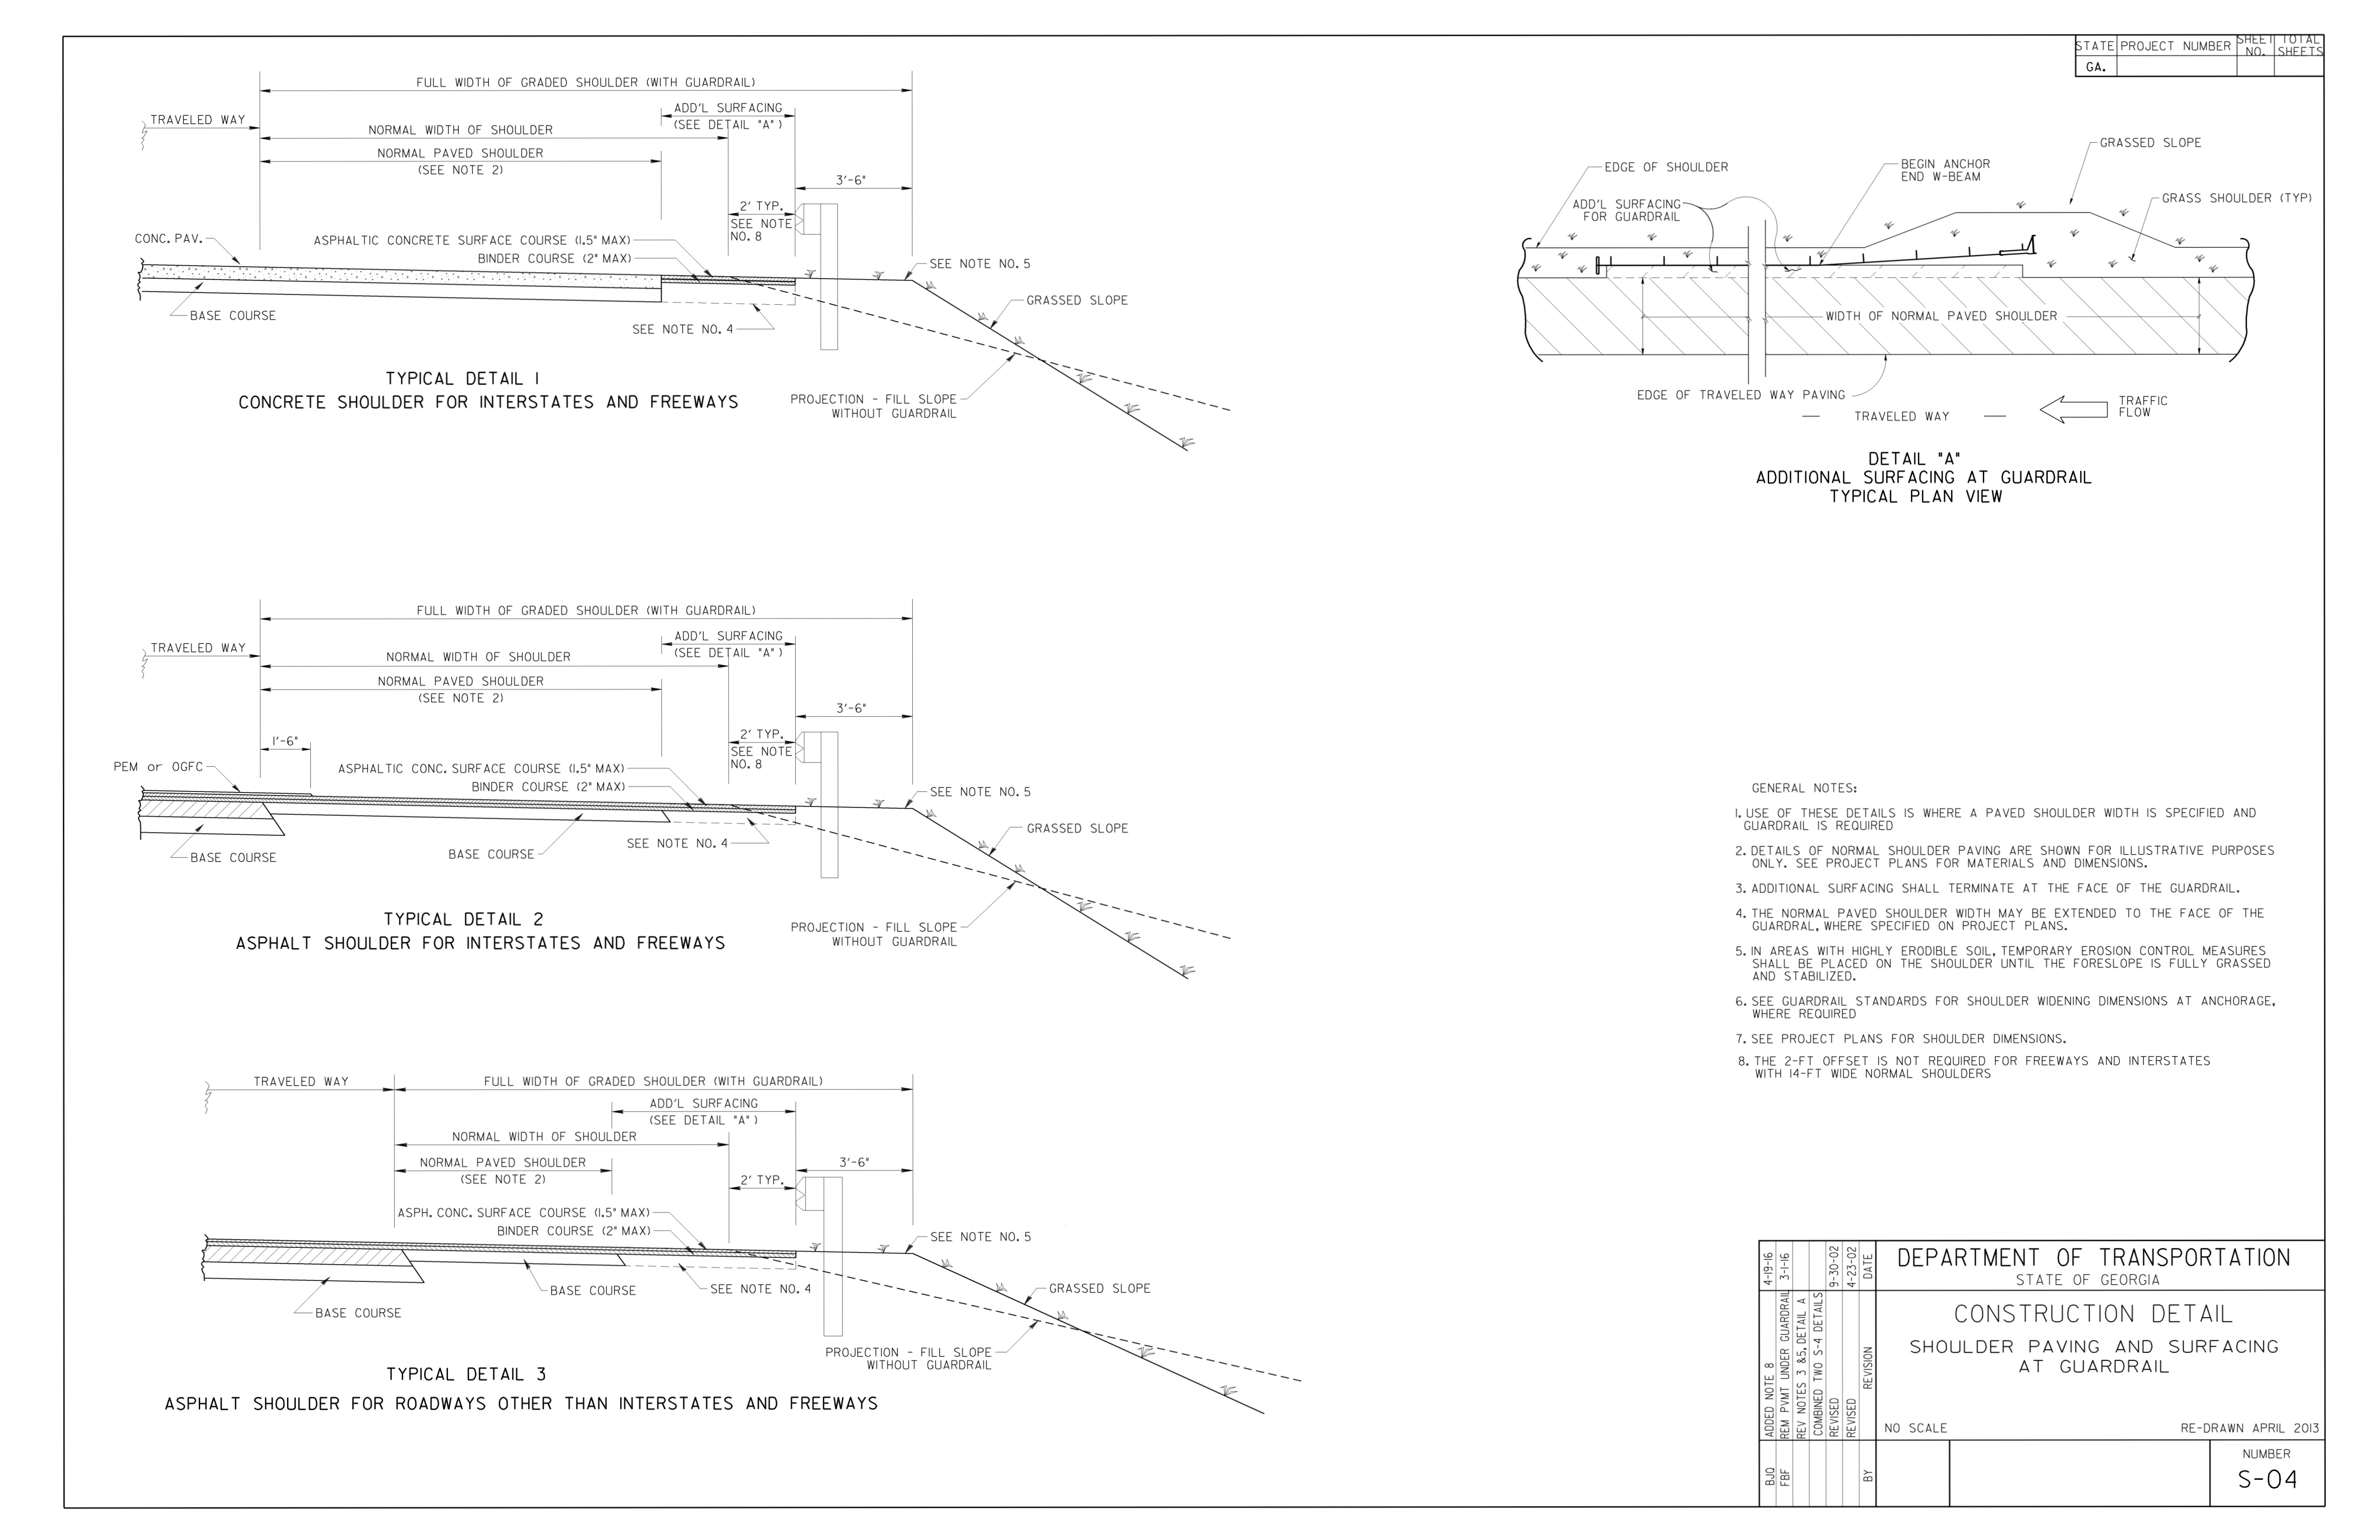 STATE PROJECT NUMBER SHEET NO. TOTAL SHEETS
GA.
FULL WIDTH OF GRADED SHOULDER (WITH GUARDRAIL)
ADD'L SURFACING
(SEE DETAIL "A")
TRAVELED WAY
NORMAL WIDTH OF SHOULDER
NORMAL PAVED SHOULDER
(SEE NOTE 2)
3'-6"
2' TYP.
SEE NOTE
NO. 8
CONC. PAV.
ASPHALTIC CONCRETE SURFACE COURSE (1.5" MAX)
BINDER COURSE (2" MAX)
SEE NOTE NO. 5
GRASSED SLOPE
BASE COURSE
SEE NOTE NO. 4
PROJECTION - FILL SLOPE
WITHOUT GUARDRAIL
TYPICAL DETAIL 1
CONCRETE SHOULDER FOR INTERSTATES AND FREEWAYS
GRASSED SLOPE
EDGE OF SHOULDER
BEGIN ANCHOR
END W-BEAM
ADD'L SURFACING
FOR GUARDRAIL
GRASS SHOULDER (TYP)
WIDTH OF NORMAL PAVED SHOULDER
EDGE OF TRAVELED WAY PAVING
TRAVELED WAY
TRAFFIC
FLOW
DETAIL "A"
ADDITIONAL SURFACING AT GUARDRAIL
TYPICAL PLAN VIEW
FULL WIDTH OF GRADED SHOULDER (WITH GUARDRAIL)
ADD'L SURFACING
(SEE DETAIL "A")
TRAVELED WAY
NORMAL WIDTH OF SHOULDER
NORMAL PAVED SHOULDER
(SEE NOTE 2)
3'-6"
2' TYP.
SEE NOTE
NO. 8
1'-6"
PEM or OGFC
ASPHALTIC CONC. SURFACE COURSE (1.5" MAX)
BINDER COURSE (2" MAX)
SEE NOTE NO. 5
GRASSED SLOPE
BASE COURSE
BASE COURSE
SEE NOTE NO. 4
PROJECTION - FILL SLOPE
WITHOUT GUARDRAIL
TYPICAL DETAIL 2
ASPHALT SHOULDER FOR INTERSTATES AND FREEWAYS
TRAVELED WAY
FULL WIDTH OF GRADED SHOULDER (WITH GUARDRAIL)
ADD'L SURFACING
(SEE DETAIL "A")
NORMAL WIDTH OF SHOULDER
NORMAL PAVED SHOULDER
(SEE NOTE 2)
3'-6"
2' TYP.
ASPH. CONC. SURFACE COURSE (1.5" MAX)
BINDER COURSE (2" MAX)
SEE NOTE NO. 5
GRASSED SLOPE
BASE COURSE
BASE COURSE
SEE NOTE NO. 4
PROJECTION - FILL SLOPE
WITHOUT GUARDRAIL
TYPICAL DETAIL 3
ASPHALT SHOULDER FOR ROADWAYS OTHER THAN INTERSTATES AND FREEWAYS
GENERAL NOTES:
1. USE OF THESE DETAILS IS WHERE A PAVED SHOULDER WIDTH IS SPECIFIED AND
GUARDRAIL IS REQUIRED
2. DETAILS OF NORMAL SHOULDER PAVING ARE SHOWN FOR ILLUSTRATIVE PURPOSES
ONLY. SEE PROJECT PLANS FOR MATERIALS AND DIMENSIONS.
3. ADDITIONAL SURFACING SHALL TERMINATE AT THE FACE OF THE GUARDRAIL.
4. THE NORMAL PAVED SHOULDER WIDTH MAY BE EXTENDED TO THE FACE OF THE
GUARDRAL, WHERE SPECIFIED ON PROJECT PLANS.
5. IN AREAS WITH HIGHLY ERODIBLE SOIL, TEMPORARY EROSION CONTROL MEASURES
SHALL BE PLACED ON THE SHOULDER UNTIL THE FORESLOPE IS FULLY GRASSED
AND STABILIZED.
6. SEE GUARDRAIL STANDARDS FOR SHOULDER WIDENING DIMENSIONS AT ANCHORAGE,
WHERE REQUIRED
7. SEE PROJECT PLANS FOR SHOULDER DIMENSIONS.
8. THE 2-FT OFFSET IS NOT REQUIRED FOR FREEWAYS AND INTERSTATES
WITH 14-FT WIDE NORMAL SHOULDERS
BJQ ADDED NOTE 8 4-19-16
FBF REM PVMT UNDER GUARDRAIL 3-1-16
REV NOTES 3 &5, DETAIL A
COMBINED TWO S-4 DETAILS
REVISED 9-30-02
REVISED 4-23-02
BY REVISION DATE
DEPARTMENT OF TRANSPORTATION
STATE OF GEORGIA
CONSTRUCTION DETAIL
SHOULDER PAVING AND SURFACING
AT GUARDRAIL
NO SCALE RE-DRAWN APRIL 2013
NUMBER
S-04